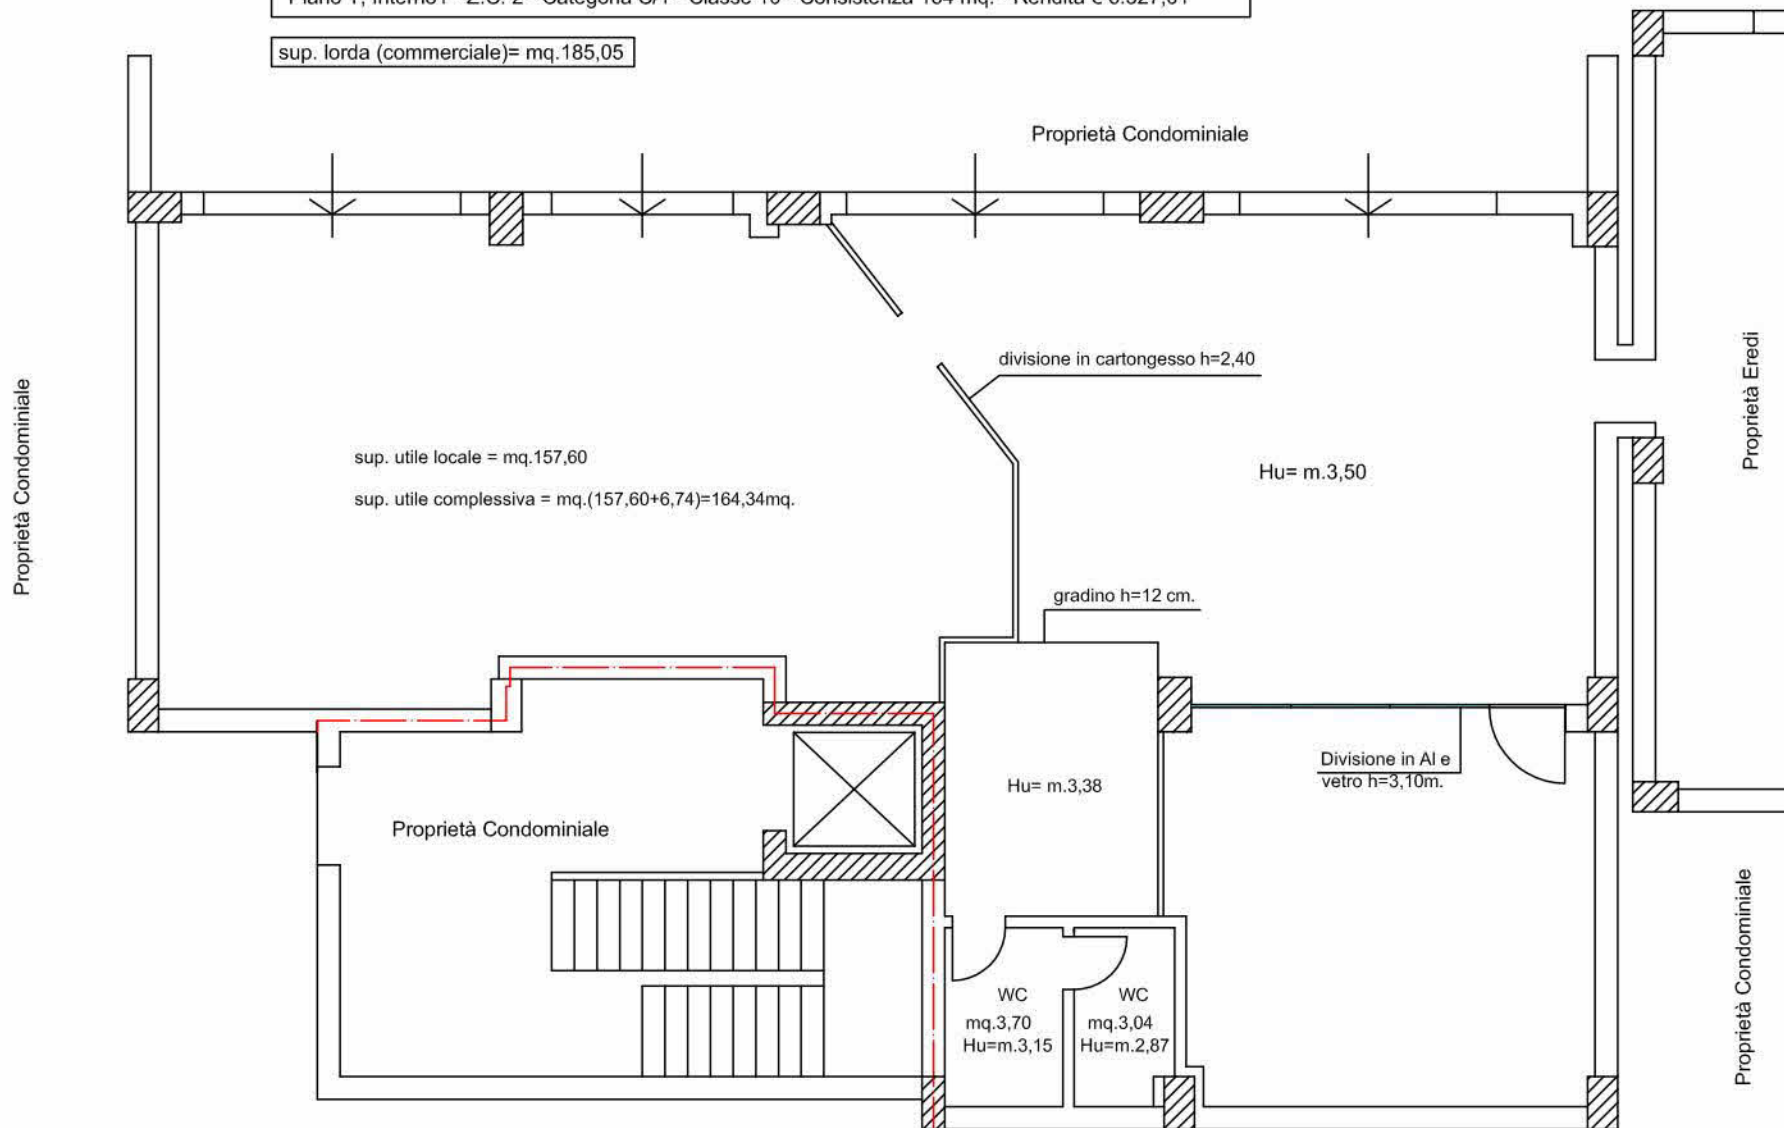 sup. lorda (commerciale)= mq.185,05
Proprietà Condominiale
divisione in cartongesso h=2,40
Proprietà Eredi
Proprietà Condominiale
sup. utile locale = mq.157,60
Hu= m.3,50
sup. utile complessiva = mq.(157,60+6,74)=164,34mq.
gradino h=12 cm.
Divisione in Al e
vetro h=3,10m.
Hu= m.3,38
Proprietà Condominiale
Proprietà Condominiale
WC
mq.3,70
Hu=m.3,15
WC
mq.3,04
Hu=m.2,87